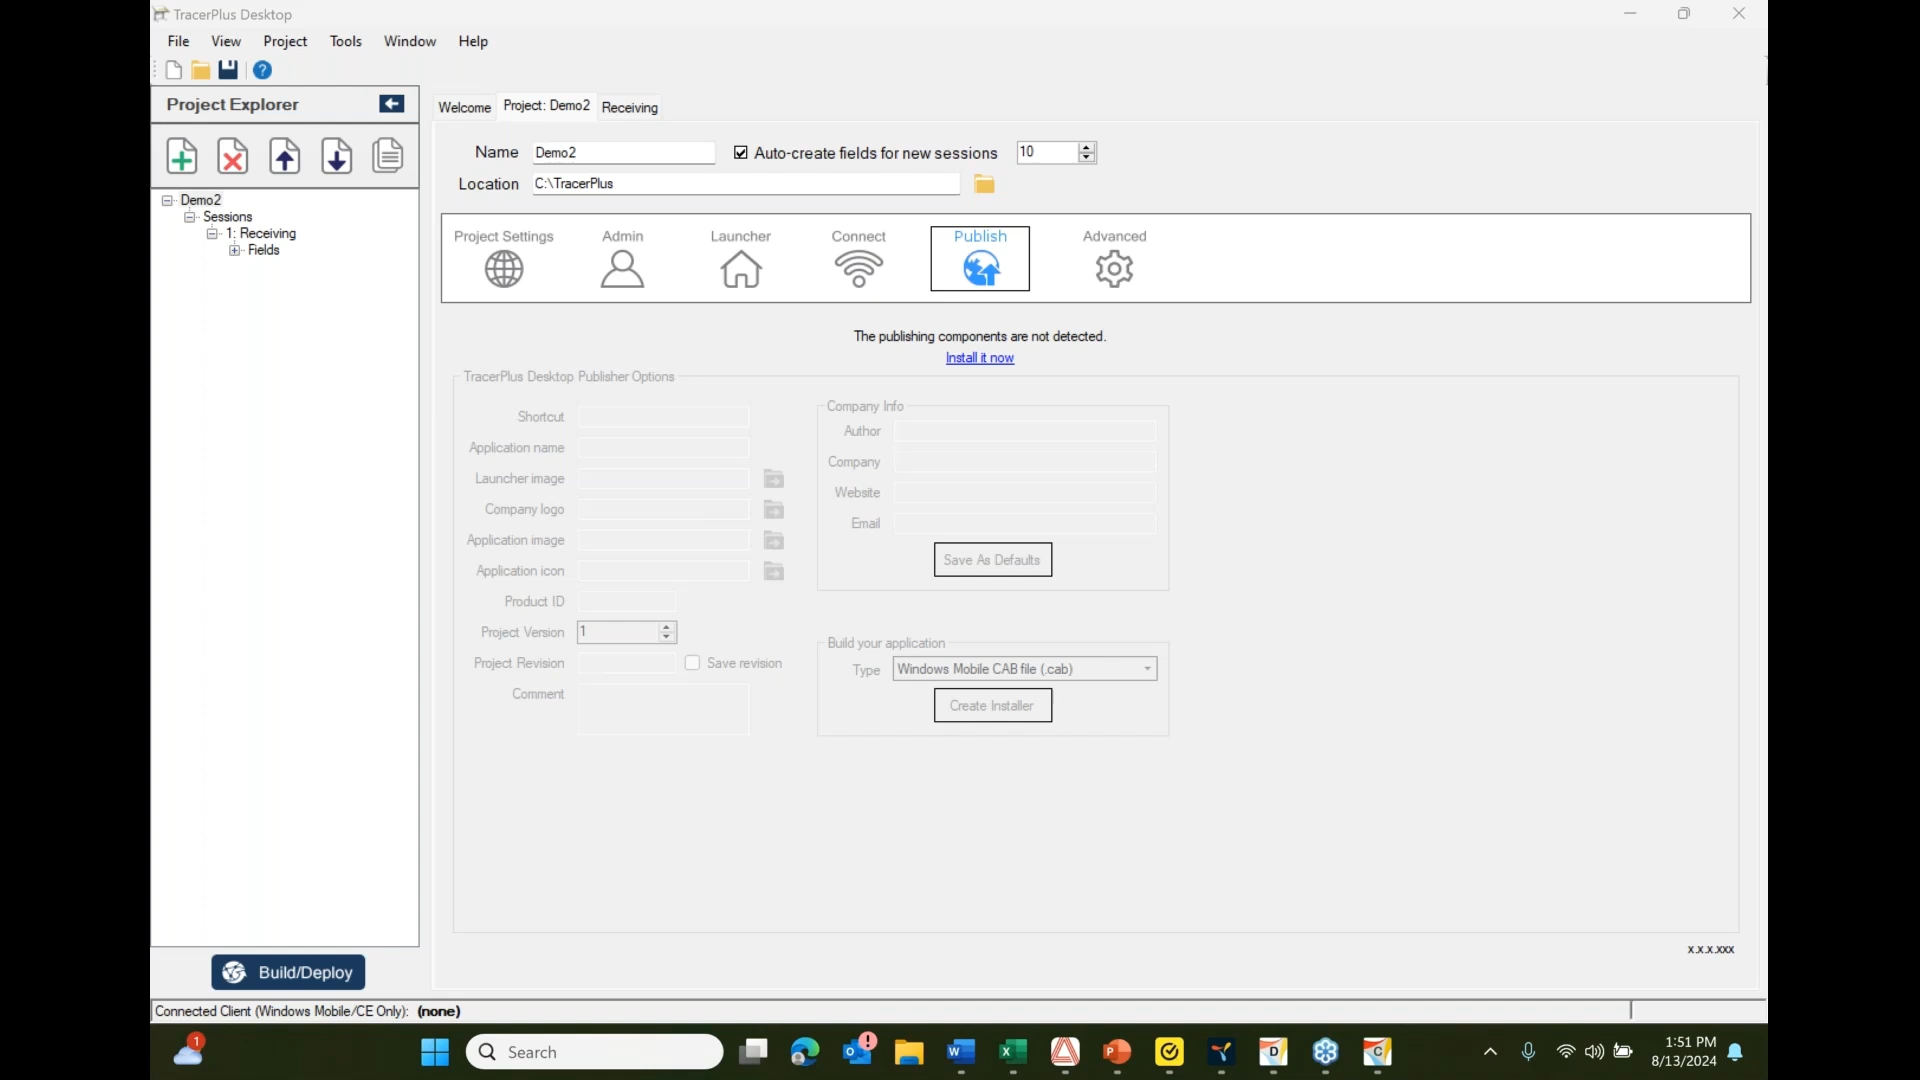 TracerPlus Desktop
File View Project Tools Window Help
Project Explorer
Welcome Project: Demo2 Receiving
Name Demo2 Auto-create fields for new sessions 10
Location C:\TracerPlus
Demo2
Sessions
1: Receiving
Fields
Project Settings Admin Launcher Connect Publish Advanced
The publishing components are not detected.
Install it now
TracerPlus Desktop Publisher Options
Shortcut
Application name
Launcher image
Company logo
Application image
Application icon
Product ID
Project Version 1
Project Revision Save revision
Comment
Company Info
Author
Company
Website
Email
Save As Defaults
Build your application
Type Windows Mobile CAB file (.cab)
Create Installer
x.x.x.xxx
Build/Deploy
Connected Client (Windows Mobile/CE Only): (none)
1
Search
1:51 PM
8/13/2024